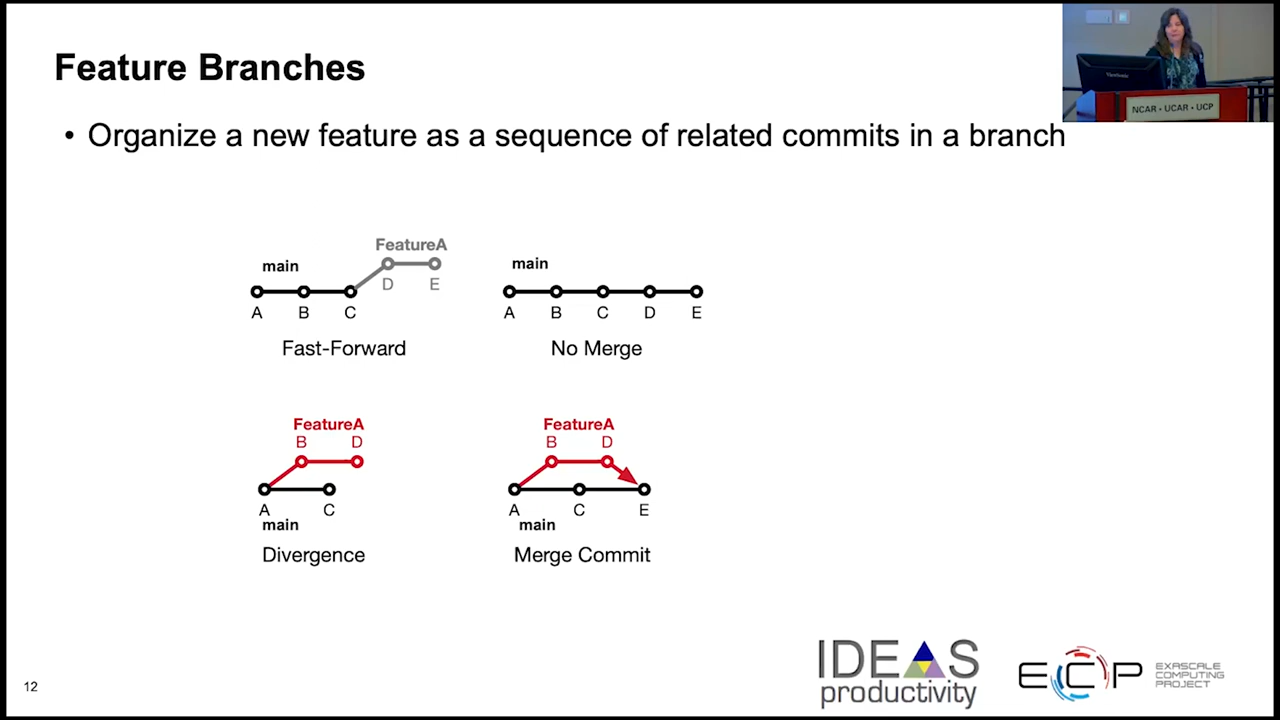 Feature Branches
• Organize a new feature as a sequence of related commits in a branch
FeatureA
main
D E
A B C
Fast-Forward
main
A B C D E
No Merge
FeatureA
B D
A C
main
Divergence
FeatureA
B D
A C E
main
Merge Commit
ViewSonic
NCAR • UCAR • UCP
12
IDEAS
productivity
ECP
EXASCALE
COMPUTING
PROJECT